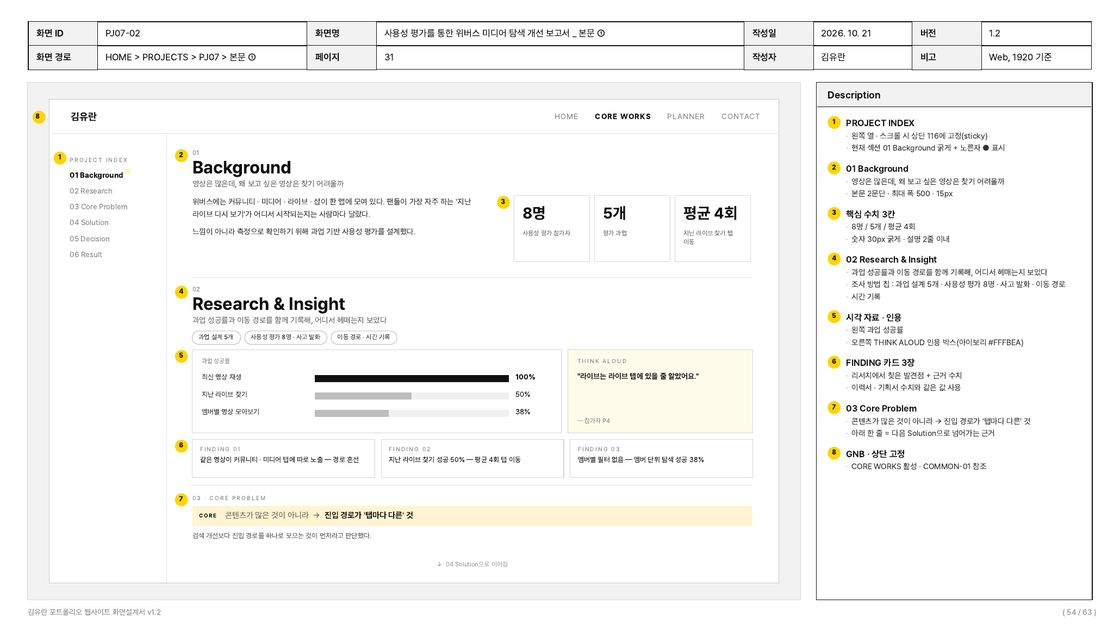 화면 ID PJ07-02 화면명 사용성 평가를 통한 위버스 미디어 탐색 개선 보고서 _ 본문 ① 작성일 2026. 10. 21 버전 1.2
화면 경로 HOME > PROJECTS > PJ07 > 본문 ① 페이지 31 작성자 김유란 비고 Web, 1920 기준
8 김유란 HOME CORE WORKS PLANNER CONTACT
1 PROJECT INDEX
01 Background
02 Research
03 Core Problem
04 Solution
05 Decision
06 Result
2 01
Background
영상은 많은데, 왜 보고 싶은 영상은 찾기 어려울까
위버스에는 커뮤니티 · 미디어 · 라이브 · 샵이 한 앱에 모여 있다. 팬들이 가장 자주 하는 '지난
라이브 다시 보기'가 어디서 시작되는지는 사람마다 달랐다.
느낌이 아니라 측정으로 확인하기 위해 과업 기반 사용성 평가를 설계했다.
3
8명
사용성 평가 참가자
5개
평가 과업
평균 4회
지난 라이브 찾기 탭
이동
4 02
Research & Insight
과업 성공률과 이동 경로를 함께 기록해, 어디서 헤매는지 보았다
과업 설계 5개 사용성 평가 8명 · 사고 발화 이동 경로 · 시간 기록
5 과업 성공률
최신 영상 재생 100%
지난 라이브 찾기 50%
멤버별 영상 모아보기 38%
THINK ALOUD
"라이브는 라이브 탭에 있을 줄 알았어요."
— 참가자 P4
6 FINDING 01
같은 영상이 커뮤니티 · 미디어 탭에 따로 노출 — 경로 혼선
FINDING 02
지난 라이브 찾기 성공 50% — 평균 4회 탭 이동
FINDING 03
멤버별 필터 없음 — 멤버 단위 탐색 성공 38%
7 03 · CORE PROBLEM
CORE 콘텐츠가 많은 것이 아니라 → 진입 경로가 '탭마다 다른' 것
검색 개선보다 진입 경로를 하나로 모으는 것이 먼저라고 판단했다.
↓ 04 Solution으로 이어짐
Description
1 PROJECT INDEX
· 왼쪽 열 · 스크롤 시 상단 116에 고정(sticky)
· 현재 섹션 01 Background 굵게 + 노란자 ● 표시
2 01 Background
· 영상은 많은데, 왜 보고 싶은 영상은 찾기 어려울까
· 본문 2문단 · 최대 폭 500 · 15px
3 핵심 수치 3칸
· 8명 / 5개 / 평균 4회
· 숫자 30px 굵게 · 설명 2줄 이내
4 02 Research & Insight
· 과업 성공률과 이동 경로를 함께 기록해, 어디서 헤매는지 보았다
· 조사 방법 칩 : 과업 설계 5개 · 사용성 평가 8명 · 사고 발화 · 이동 경로
· 시간 기록
5 시각 자료 · 인용
· 왼쪽 과업 성공률
· 오른쪽 THINK ALOUD 인용 박스(아이보리 #FFFBEA)
6 FINDING 카드 3장
· 리서치에서 찾은 발견점 + 근거 수치
· 이력서 · 기획서 수치와 같은 값 사용
7 03 Core Problem
· 콘텐츠가 많은 것이 아니라 → 진입 경로가 '탭마다 다른' 것
· 아래 한 줄 = 다음 Solution으로 넘어가는 근거
8 GNB · 상단 고정
· CORE WORKS 활성 · COMMON-01 참조
김유란 포트폴리오 웹사이트 화면설계서 v1.2
( 54 / 63 )